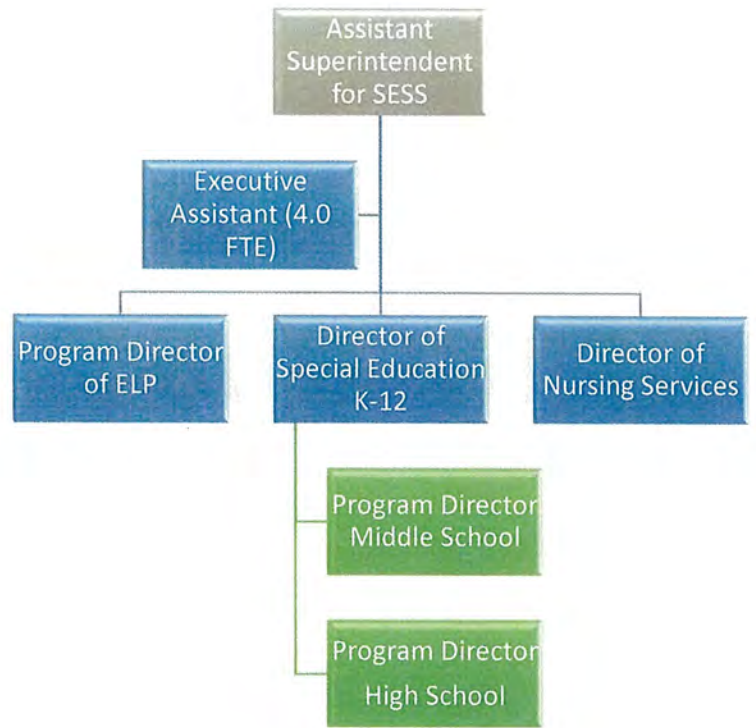 Assistant
Superintendent
for SESS
Executive
Assistant (4.0
FTE)
Program Director
of ELP
Director of
Special Education
K-12
Director of
Nursing Services
Program Director
Middle School
Program Director
High School